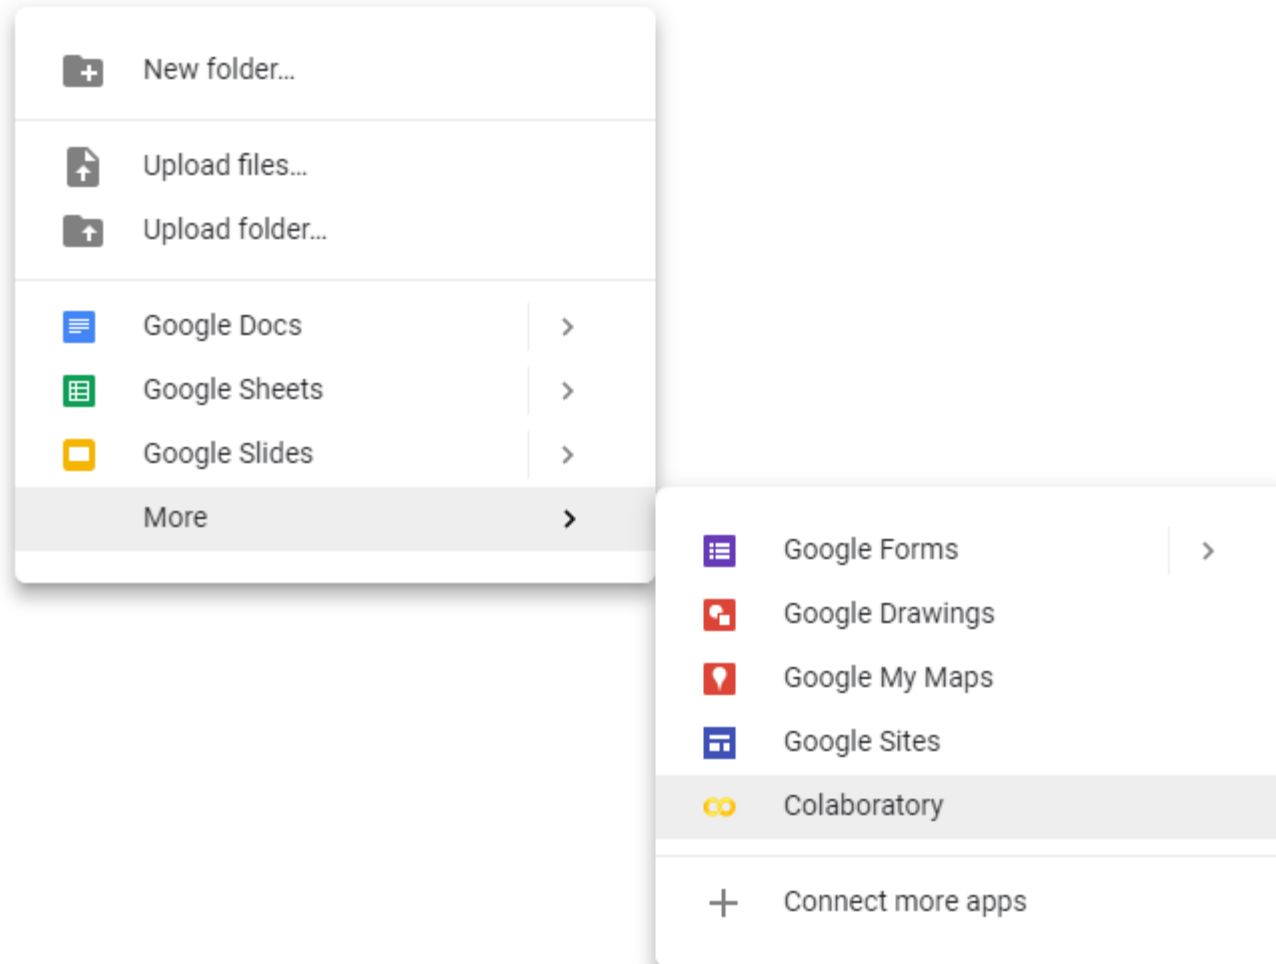 New folder...
Upload files...
Upload folder...
Google Docs
Google Sheets
Google Slides
More
Google Forms
Google Drawings
Google My Maps
Google Sites
Colaboratory
Connect more apps